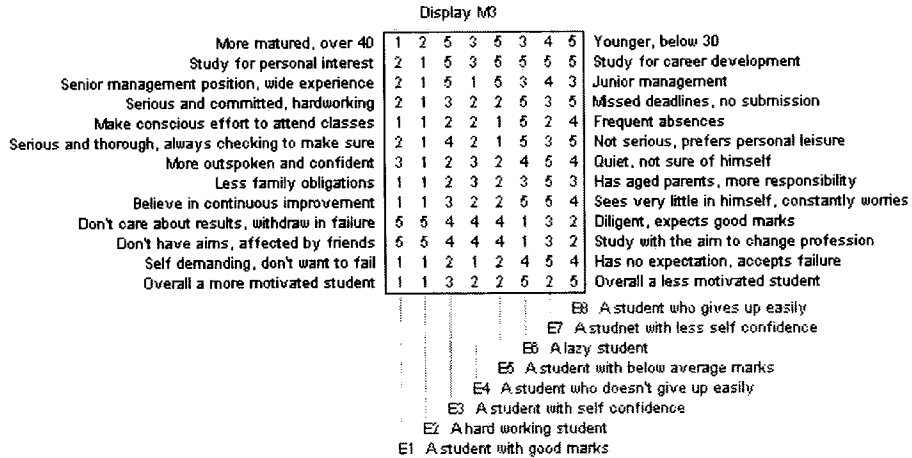 Display M3
More matured, over 40 1 2 5 3 5 3 4 5 Younger, below 30
Study for personal interest 2 1 5 3 5 5 5 5 Study for career development
Senior management position, wide experience 2 1 5 1 5 3 4 3 Junior management
Serious and committed, hardworking 2 1 3 2 2 5 3 5 Missed deadlines, no submission
Make conscious effort to attend classes 1 1 2 2 1 5 2 4 Frequent absences
Serious and thorough, always checking to make sure 2 1 4 2 1 5 3 5 Not serious, prefers personal leisure
More outspoken and confident 3 1 2 3 2 4 5 4 Quiet, not sure of himself
Less family obligations 1 1 2 3 2 3 5 3 Has aged parents, more responsibility
Believe in continuous improvement 1 1 3 2 2 5 5 4 Sees very little in himself, constantly worries
Don't care about results, withdraw in failure 5 5 4 4 4 1 3 2 Diligent, expects good marks
Don't have aims, affected by friends 5 5 4 4 4 1 3 2 Study with the aim to change profession
Self demanding, don't want to fail 1 1 2 1 2 4 5 4 Has no expectation, accepts failure
Overall a more motivated student 1 1 3 2 2 5 2 5 Overall a less motivated student
E8 A student who gives up easily
E7 A studnet with less self confidence
E6 A lazy student
E5 A student with below average marks
E4 A student who doesn't give up easily
E3 A student with self confidence
E2 A hard working student
E1 A student with good marks